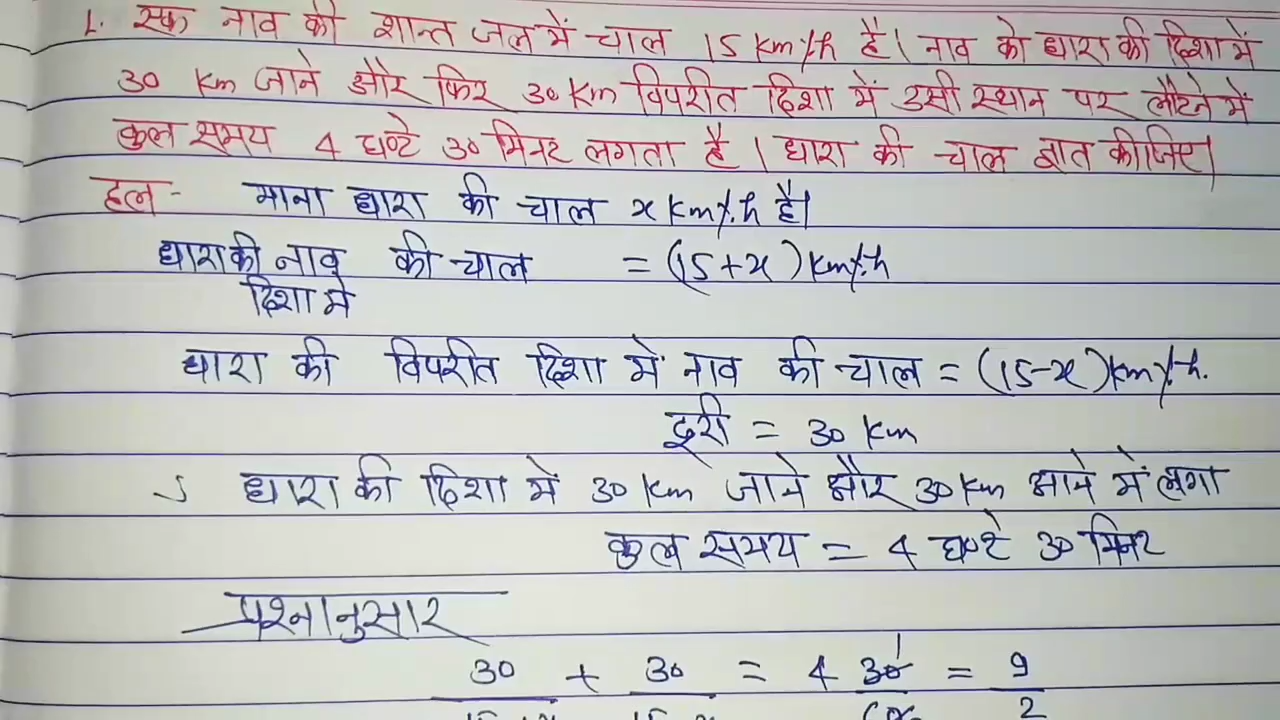 1. एक नाव की शान्त जल में चाल 15 km/h है। नाव को धारा की दिशा में
30 km जाने और फिर 30 km विपरीत दिशा में उसी स्थान पर लौटने में
कुल समय 4 घण्टे 30 मिनट लगता है। धारा की चाल ज्ञात कीजिए।
हल - माना धारा की चाल x km/h है।
धारा की नाव की चाल = (15+x) km/h
दिशा में
धारा की विपरीत दिशा में नाव की चाल = (15-x) km/h.
दूरी = 30 km
धारा की दिशा में 30 km जाने और 30 km आने में लगा
कुल समय = 4 घण्टे 30 मिनट
प्रश्नानुसार
30 + 30 = 4 30 1 = 9
2